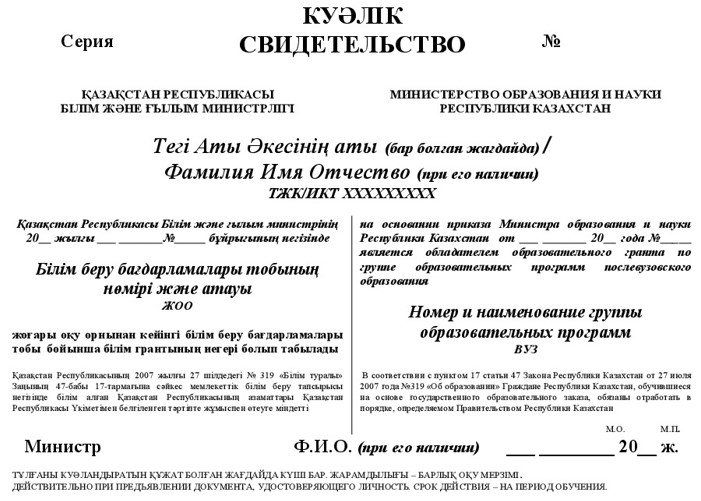 КУӘЛІК
Серия СВИДЕТЕЛЬСТВО №
ҚАЗАҚСТАН РЕСПУБЛИКАСЫ
БІЛІМ ЖӘНЕ ҒЫЛЫМ МИНИСТРЛІГІ
МИНИСТЕРСТВО ОБРАЗОВАНИЯ И НАУКИ
РЕСПУБЛИКИ КАЗАХСТАН
Тегі Аты Әкесінің аты (бар болған жағдайда) /
Фамилия Имя Отчество (при его наличии)
ТЖК/ИКТ XXXXXXXXX
Қазақстан Республикасы Білім және ғылым министрінің
20__ жылғы ___ ________№_____ бұйрығының негізінде
Білім беру бағдарламалары тобының
нөмірі және атауы
ЖОО
жоғары оқу орнынан кейінгі білім беру бағдарламалары
тобы бойынша білім грантының иегері болып табылады
Қазақстан Республикасының 2007 жылғы 27 шілдедегі № 319 «Білім туралы»
Заңының 47-бабы 17-тармағына сәйкес мемлекеттік білім беру тапсырысы
негізінде білім алған Қазақстан Республикасының азаматтары Қазақстан
Республикасы Үкіметімен белгіленген тәртіпте жұмыспен өтеуге міндетті
на основании приказа Министра образования и науки
Республики Казахстан от ___ _________ 20__ года №_____
является обладателем образовательного гранта по
группе образовательных программ послевузовского
образования
Номер и наименование группы
образовательных программ
ВУЗ
В соответствии с пунктом 17 статьи 47 Закона Республики Казахстан от 27 июля
2007 года №319 «Об образовании» Граждане Республики Казахстан, обучившиеся
на основе государственного образовательного заказа, обязаны отработать в
порядке, определяемом Правительством Республики Казахстан
М.О. М.П.
Министр Ф.И.О. (при его наличии) ___ _________ 20__ ж.
ТҰЛҒАНЫ КУӘЛАНДЫРАТЫН ҚҰЖАТ БОЛҒАН ЖАҒДАЙДА КҮШІ БАР. ЖАРАМДЫЛЫҒЫ – БАРЛЫҚ ОҚУ МЕРЗІМІ.
ДЕЙСТВИТЕЛЬНО ПРИ ПРЕДЪЯВЛЕНИИ ДОКУМЕНТА, УДОСТОВЕРЯЮЩЕГО ЛИЧНОСТЬ. СРОК ДЕЙСТВИЯ – НА ПЕРИОД ОБУЧЕНИЯ.